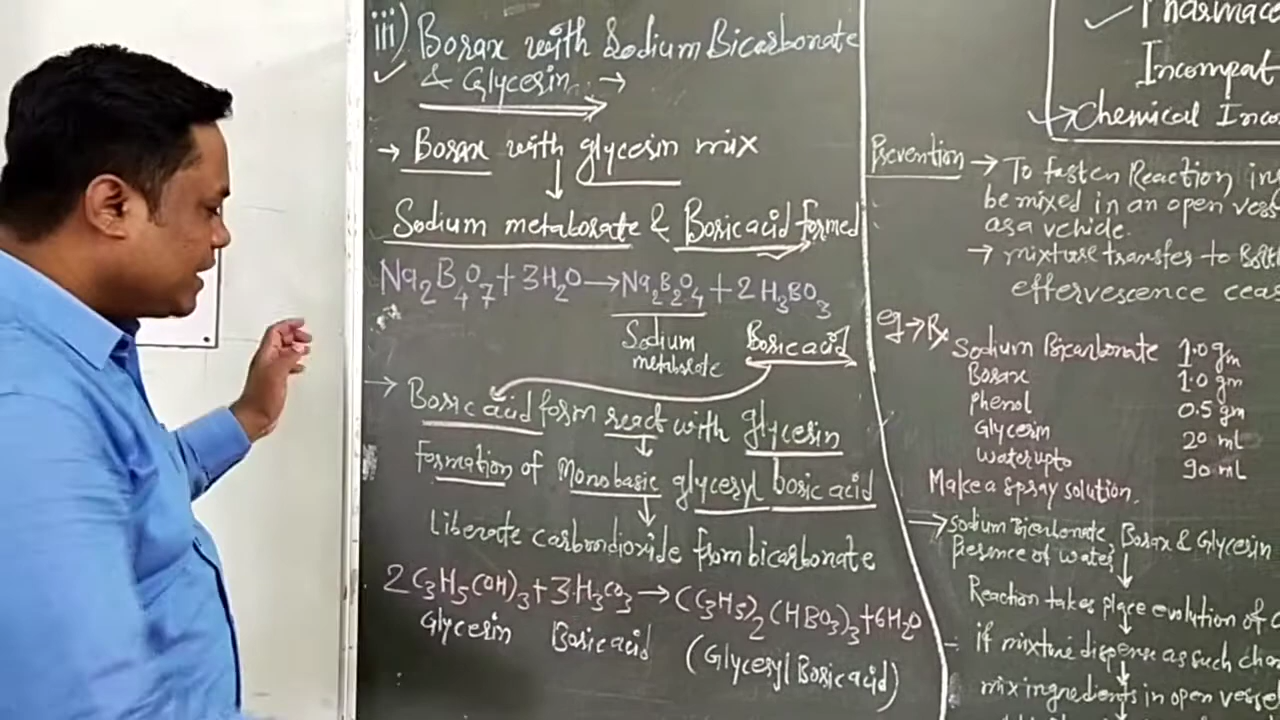 iii) Borax with Sodium Bicarbonate
& Glycerin →
→ Borax with glycerin mix
↓
Sodium metaborate & Boric acid formed
Na2B4O7 + 3H2O → Na2B2O4 + 2H3BO3
Sodium metaborate
Boric acid
→ Boric acid form react with glycerin
↓
formation of Monobasic glyceryl boric acid
↓
Liberate carbondioxide from bicarbonate
2C3H5(OH)3 + 3H3CO3 → (C3H5)2(HBO3)3 + 6H2O
Glycerin Boric acid (Glyceryl Boric acid)
Incompat
→ Chemical Inco
Prevention → To fasten Reaction in
be mixed in an open vess
as a vehicle.
→ mixture transfer to Bott
effervescence ceas
eg → Rx
Sodium Bicarbonate 1.0 gm
Borax 1.0 gm
Phenol 0.5 gm
Glycerin 20 ml
Water upto 90 ml
Make a spray solution.
→ Sodium Bicarbonate, Borax & Glycerin
Presence of water
↓
Reaction takes place evolution of
↓
if mixture dispense as such
↓
mix ingredients in open vessel